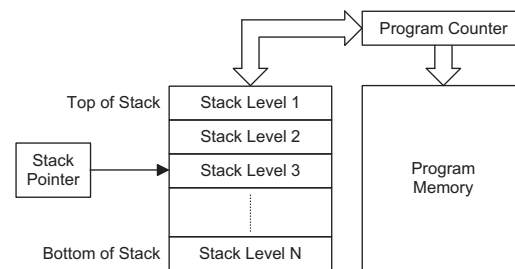 Program Counter
Top of Stack
Stack Level 1
Stack Level 2
Stack
Pointer
Stack Level 3
Program
Memory
Bottom of Stack
Stack Level N